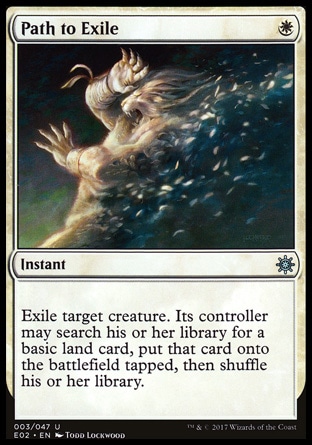 Path to Exile
Instant
Exile target creature. Its controller
may search his or her library for a
basic land card, put that card onto
the battlefield tapped, then shuffle
his or her library.
003/047 U
E02 • EN Todd Lockwood
™ & © 2017 Wizards of the Coast